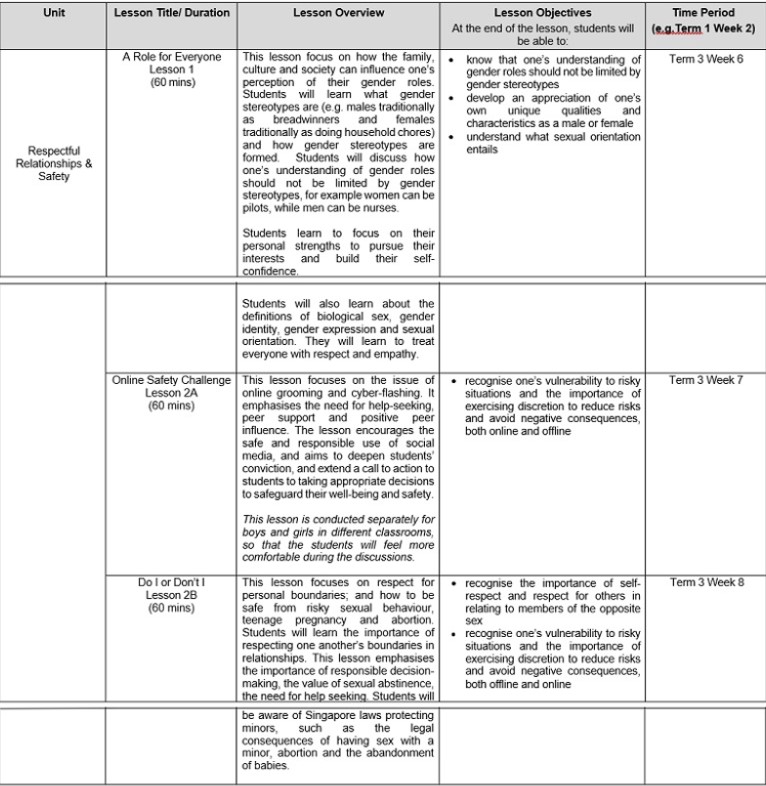 Unit
Lesson Title/ Duration
Lesson Overview
Lesson Objectives
At the end of the lesson, students will
be able to:
Time Period
(e.g.Term 1 Week 2)
Respectful
Relationships &
Safety
A Role for Everyone
Lesson 1
(60 mins)
This lesson focus on how the family,
culture and society can influence one's
perception of their gender roles.
Students will learn what gender
stereotypes are (e.g. males traditionally
as breadwinners and females
traditionally as doing household chores)
and how gender stereotypes are
formed. Students will discuss how
one's understanding of gender roles
should not be limited by gender
stereotypes, for example women can be
pilots, while men can be nurses.
Students learn to focus on their
personal strengths to pursue their
interests and build their self-
confidence.
• know that one's understanding of
gender roles should not be limited by
gender stereotypes
• develop an appreciation of one's
own unique qualities and
characteristics as a male or female
• understand what sexual orientation
entails
Term 3 Week 6
Students will also learn about the
definitions of biological sex, gender
identity, gender expression and sexual
orientation. They will learn to treat
everyone with respect and empathy.
Online Safety Challenge
Lesson 2A
(60 mins)
This lesson focuses on the issue of
online grooming and cyber-flashing. It
emphasises the need for help-seeking,
peer support and positive peer
influence. The lesson encourages the
safe and responsible use of social
media, and aims to deepen students'
conviction, and extend a call to action to
students to taking appropriate decisions
to safeguard their well-being and safety.
This lesson is conducted separately for
boys and girls in different classrooms,
so that the students will feel more
comfortable during the discussions.
• recognise one's vulnerability to risky
situations and the importance of
exercising discretion to reduce risks
and avoid negative consequences,
both online and offline
Term 3 Week 7
Do I or Don't I
Lesson 2B
(60 mins)
This lesson focuses on respect for
personal boundaries; and how to be
safe from risky sexual behaviour,
teenage pregnancy and abortion.
Students will learn the importance of
respecting one another's boundaries in
relationships. This lesson emphasises
the importance of responsible decision-
making, the value of sexual abstinence,
the need for help seeking. Students will
• recognise the importance of self-
respect and respect for others in
relating to members of the opposite
sex
• recognise one's vulnerability to risky
situations and the importance of
exercising discretion to reduce risks
and avoid negative consequences,
both offline and online
Term 3 Week 8
be aware of Singapore laws protecting
minors, such as the legal
consequences of having sex with a
minor, abortion and the abandonment
of babies.